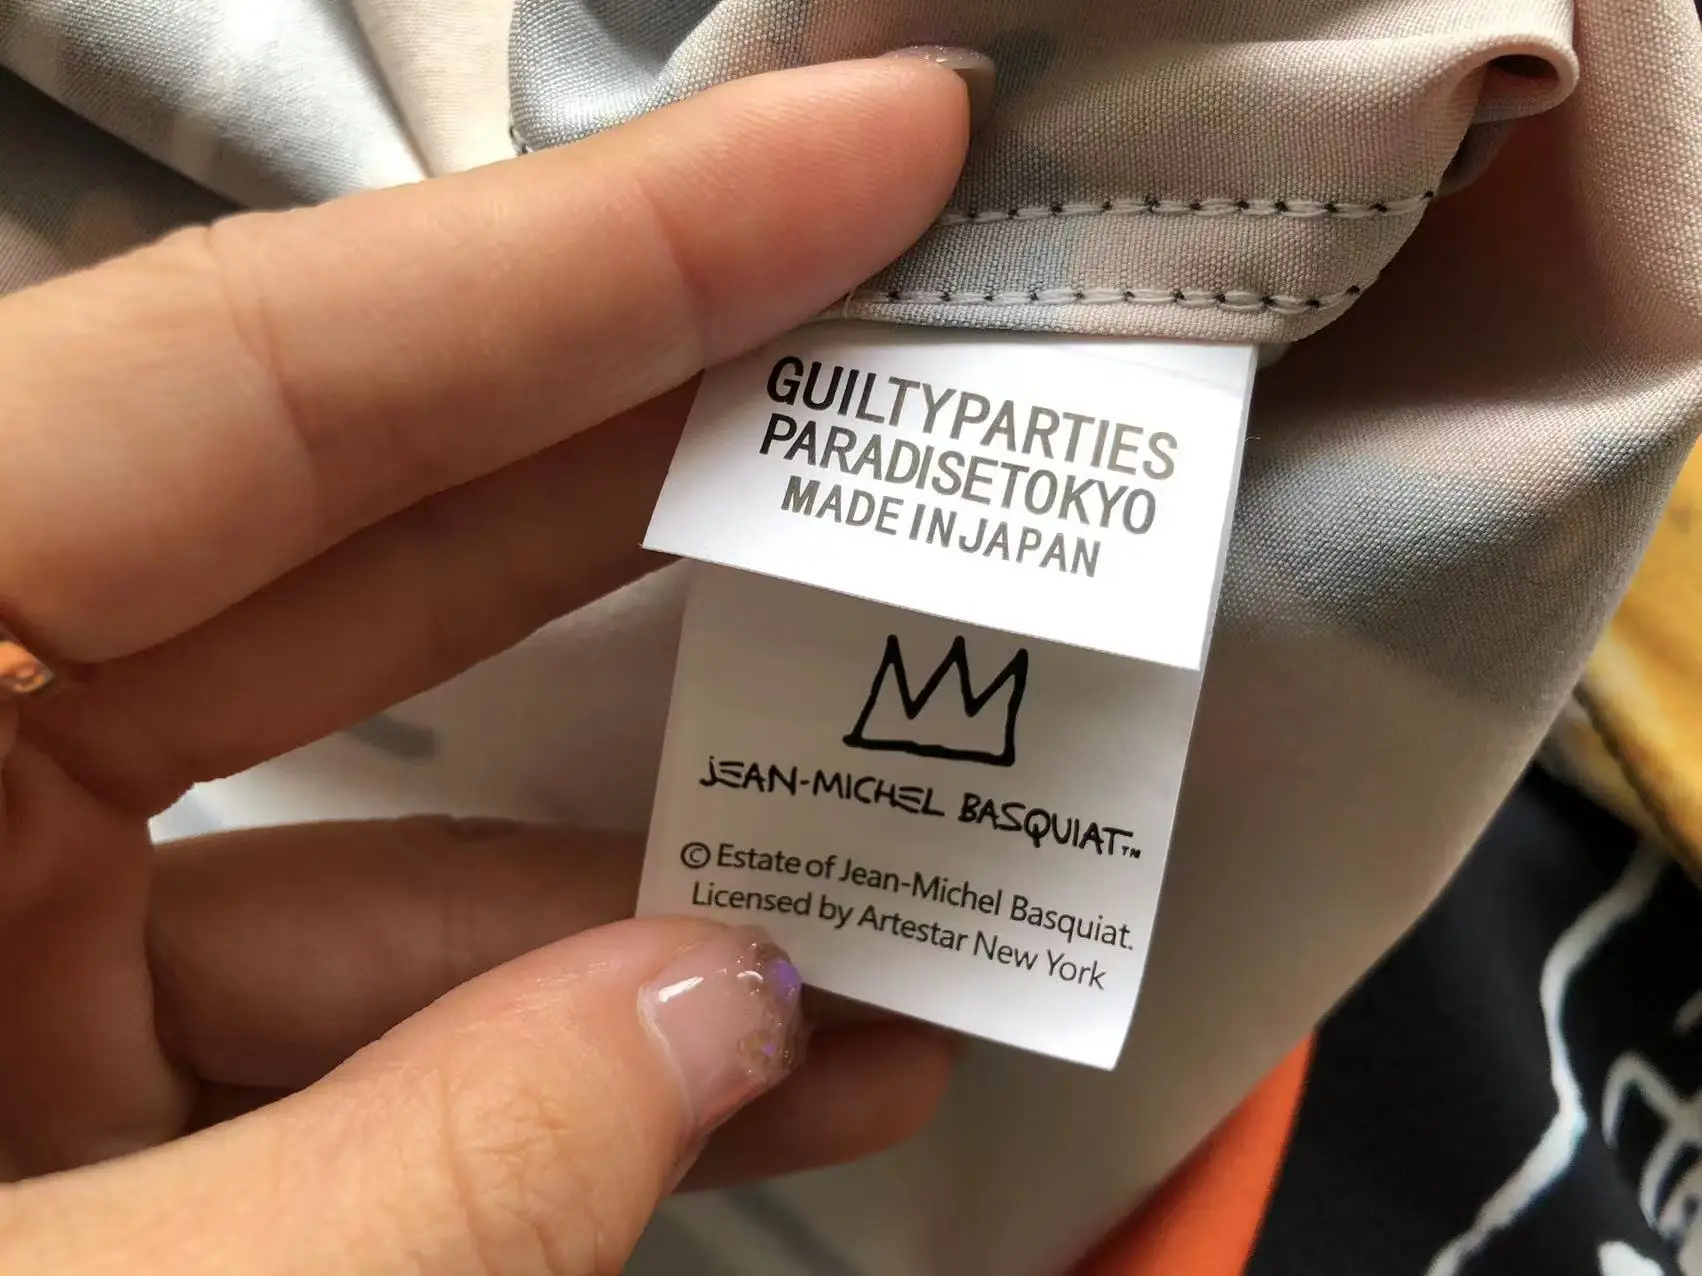 GUILTYPARTIES
PARADISETOKYO
MADE IN JAPAN
JEAN-MICHEL BASQUIAT™
© Estate of Jean-Michel Basquiat.
Licensed by Artestar New York